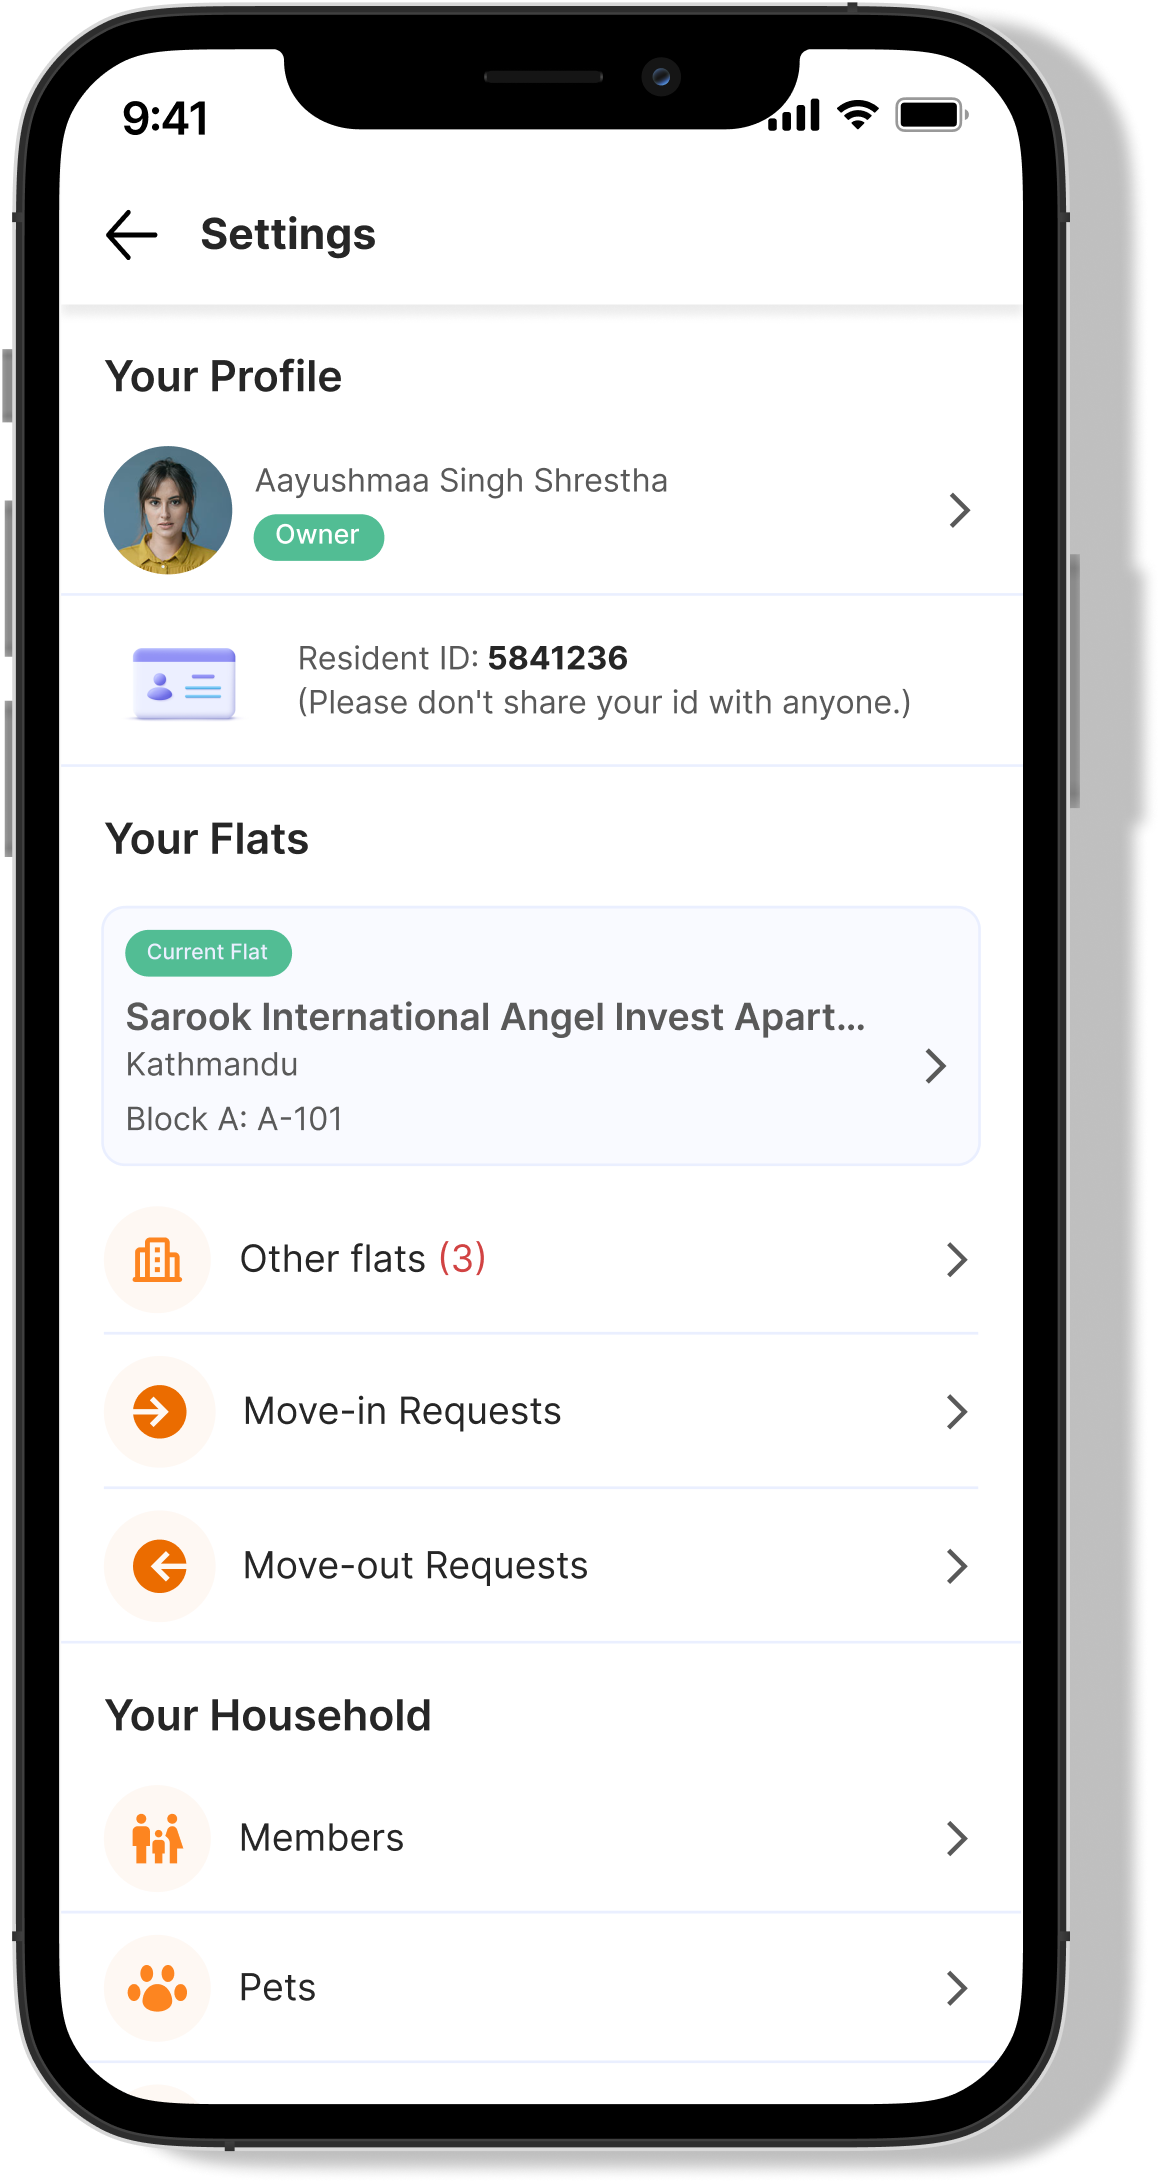 9:41
Settings
Your Profile
Aayushmaa Singh Shrestha
Owner
Resident ID: 5841236
(Please don't share your id with anyone.)
Your Flats
Current Flat
Sarook International Angel Invest Apart...
Kathmandu
Block A: A-101
Other flats (3)
Move-in Requests
Move-out Requests
Your Household
Members
Pets